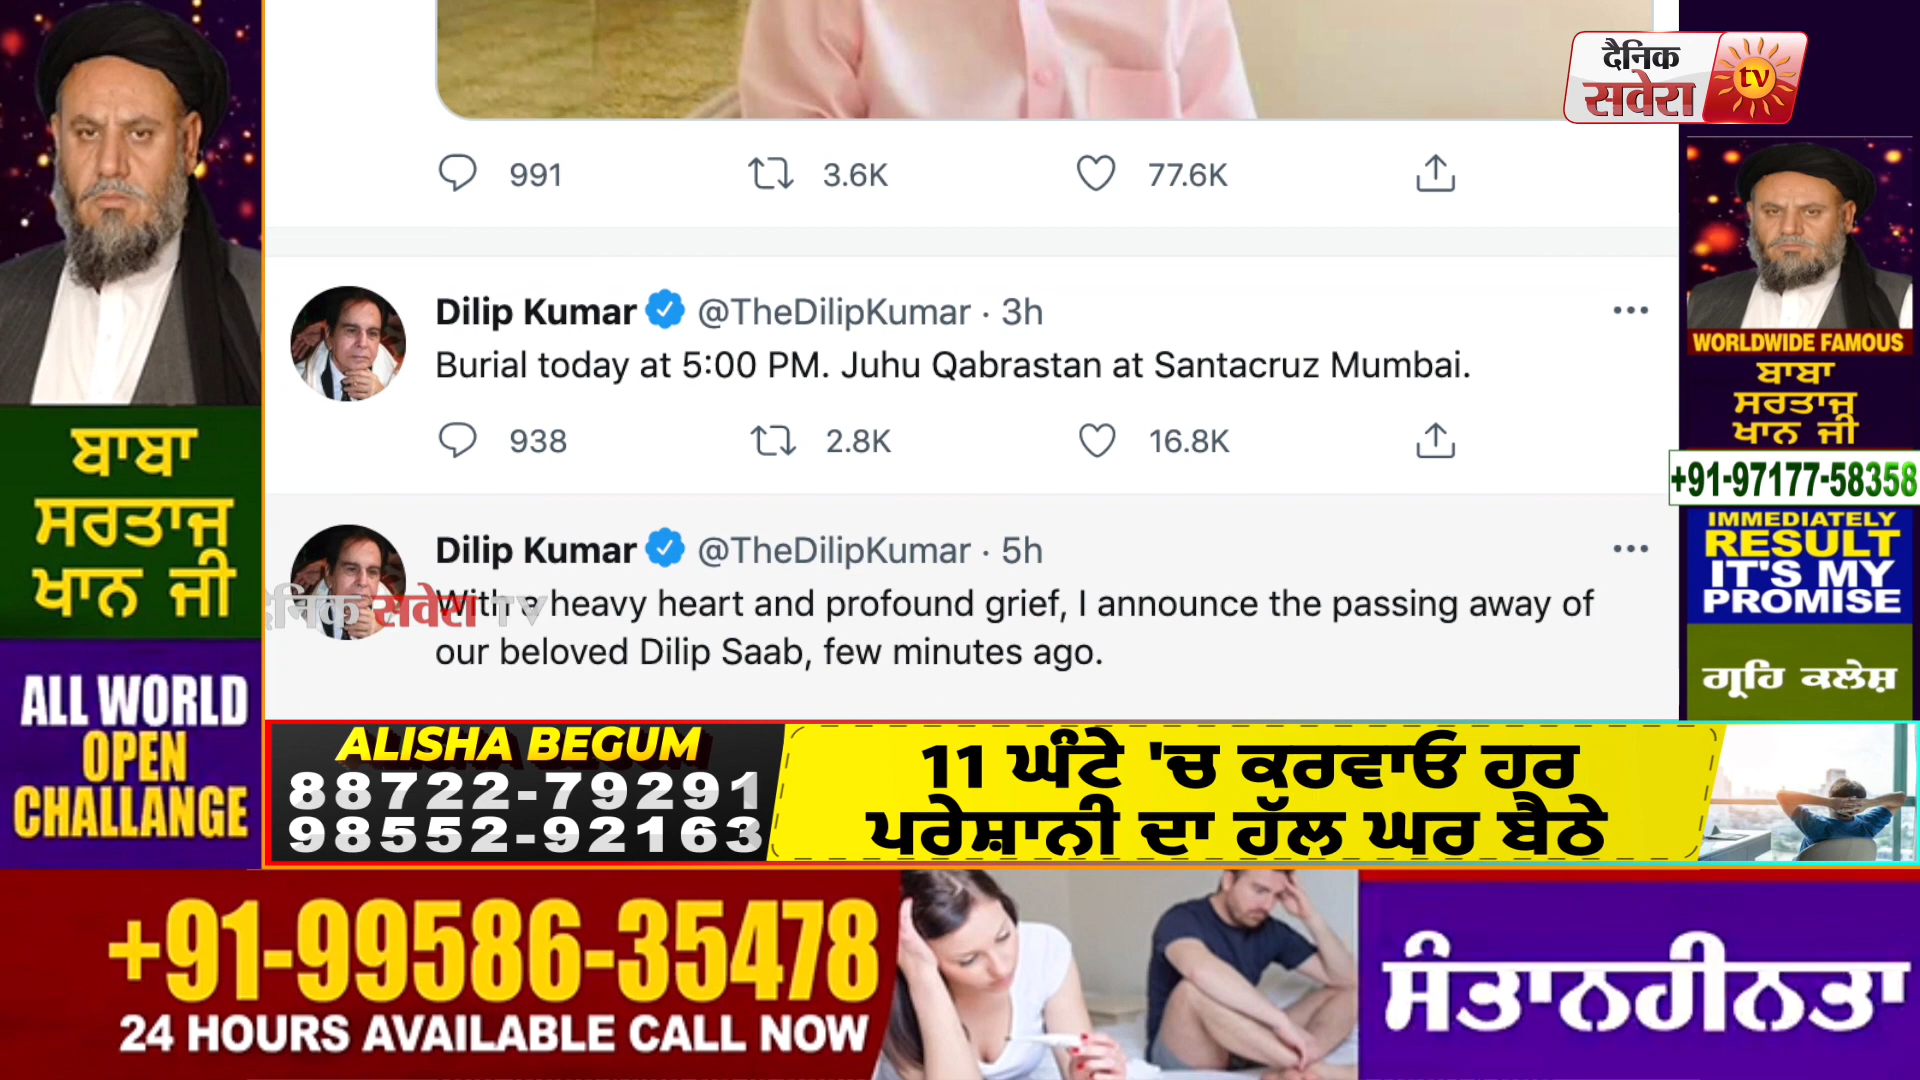 दैनिक
सवेरा
tv
991 3.6K 77.6K
Dilip Kumar @TheDilipKumar · 3h
Burial today at 5:00 PM. Juhu Qabrastan at Santacruz Mumbai.
938 2.8K 16.8K
Dilip Kumar @TheDilipKumar · 5h
With a heavy heart and profound grief, I announce the passing away of
our beloved Dilip Saab, few minutes ago.
दैनिक सवेरा TV
ਬਾਬਾ
ਸਰਤਾਜ
ਖਾਨ ਜੀ
ALL WORLD
OPEN
CHALLANGE
WORLDWIDE FAMOUS
ਬਾਬਾ
ਸਰਤਾਜ
ਖਾਨ ਜੀ
+91-97177-58358
IMMEDIATELY
RESULT
IT'S MY
PROMISE
ਗ੍ਰਹਿ ਕਲੇਸ਼
ALISHA BEGUM
88722-79291
98552-92163
11 ਘੰਟੇ 'ਚ ਕਰਵਾਓ ਹਰ
ਪਰੇਸ਼ਾਨੀ ਦਾ ਹੱਲ ਘਰ ਬੈਠੇ
+91-99586-35478
24 HOURS AVAILABLE CALL NOW
ਸੰਤਾਨਹੀਨਤਾ